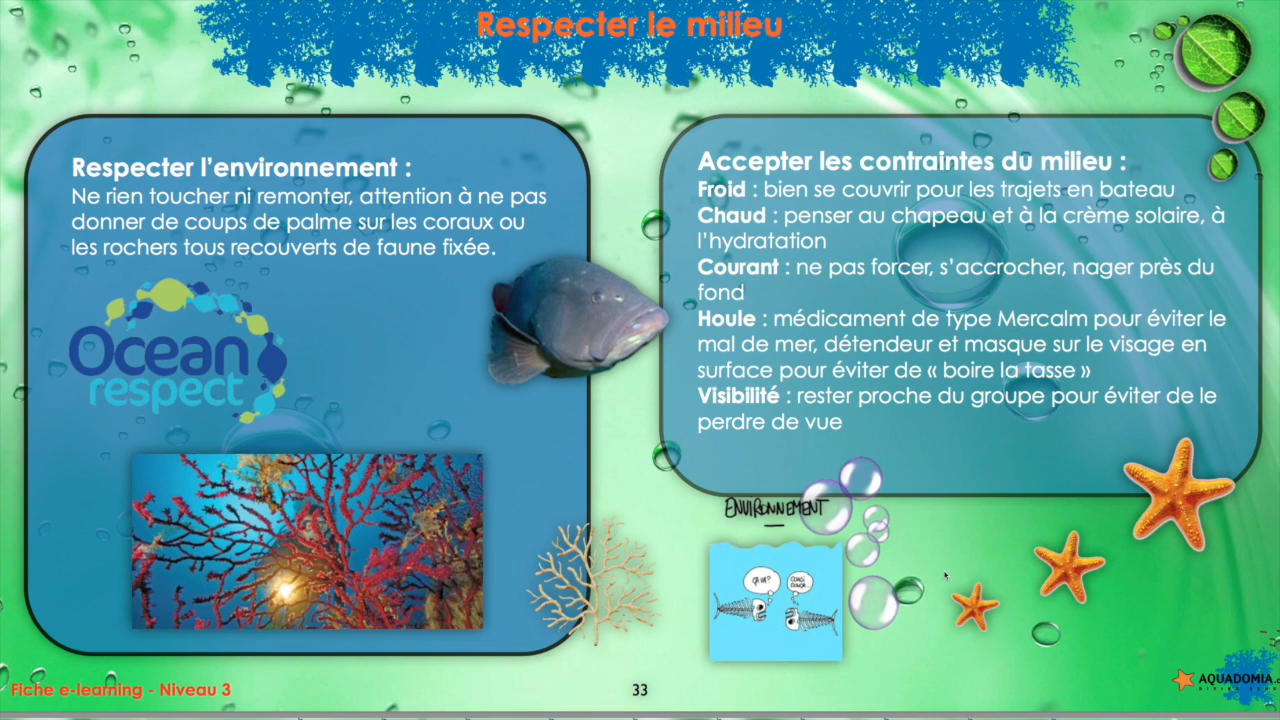 Respecter le milieu
Respecter l'environnement :
Ne rien toucher ni remonter, attention à ne pas
donner de coups de palme sur les coraux ou
les rochers tous recouverts de faune fixée.
Ocean
respect
Accepter les contraintes du milieu :
Froid : bien se couvrir pour les trajets en bateau
Chaud : penser au chapeau et à la crème solaire, à
l'hydratation
Courant : ne pas forcer, s'accrocher, nager près du
fond
Houle : médicament de type Mercalm pour éviter le
mal de mer, détendeur et masque sur le visage en
surface pour éviter de « boire la tasse »
Visibilité : rester proche du groupe pour éviter de le
perdre de vue
ENVIRONNEMENT
ÇA VA?
Fiche e-learning - Niveau 3
33
AQUADOMIA.c